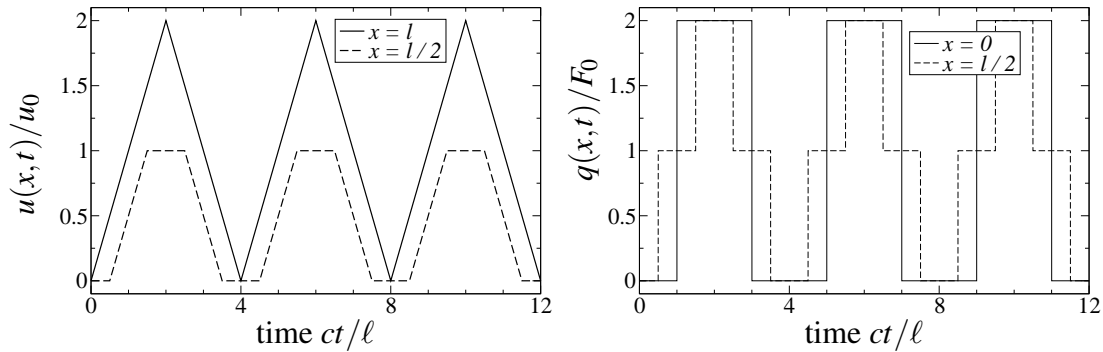 2
1.5
1
0.5
0
0 4 8 12
u(x,t)/u₀
time ct/ℓ
x = l
x = l/2
2
1.5
1
0.5
0
0 4 8 12
q(x,t)/F₀
time ct/ℓ
x = 0
x = l/2